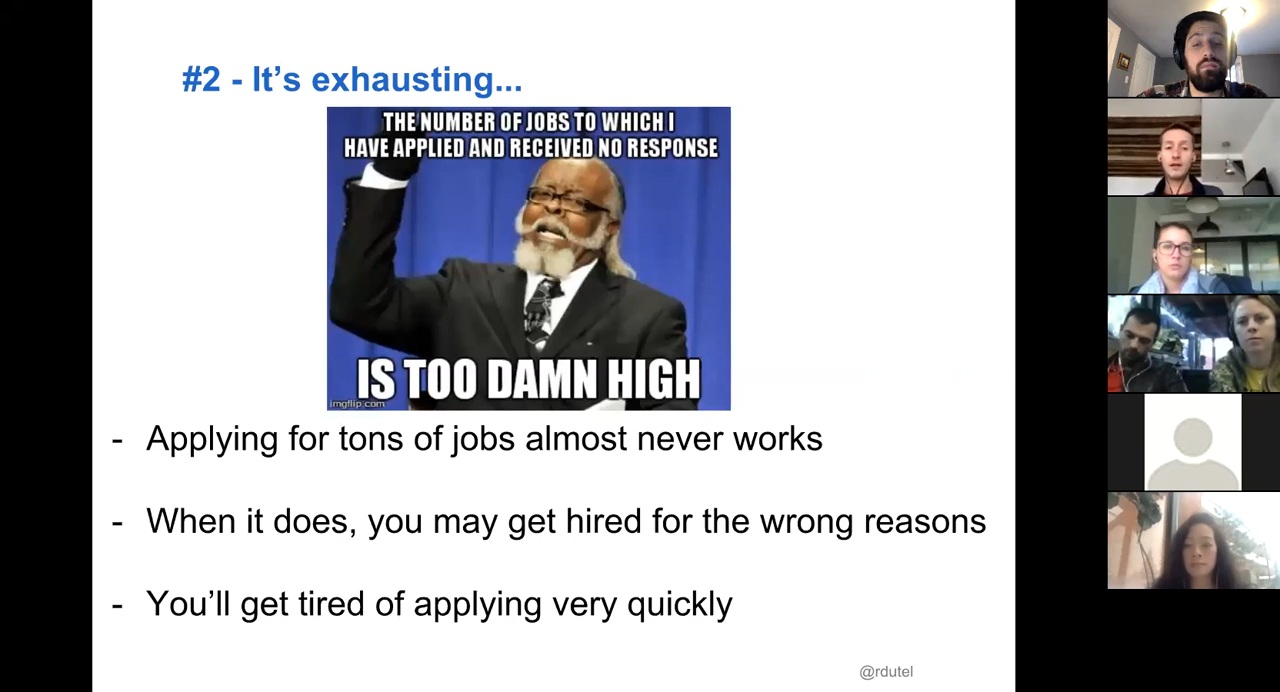 #2 - It’s exhausting...
THE NUMBER OF JOBS TO WHICH I
HAVE APPLIED AND RECEIVED NO RESPONSE
IS TOO DAMN HIGH
imgflip.com
- Applying for tons of jobs almost never works
- When it does, you may get hired for the wrong reasons
- You’ll get tired of applying very quickly
@rdutel